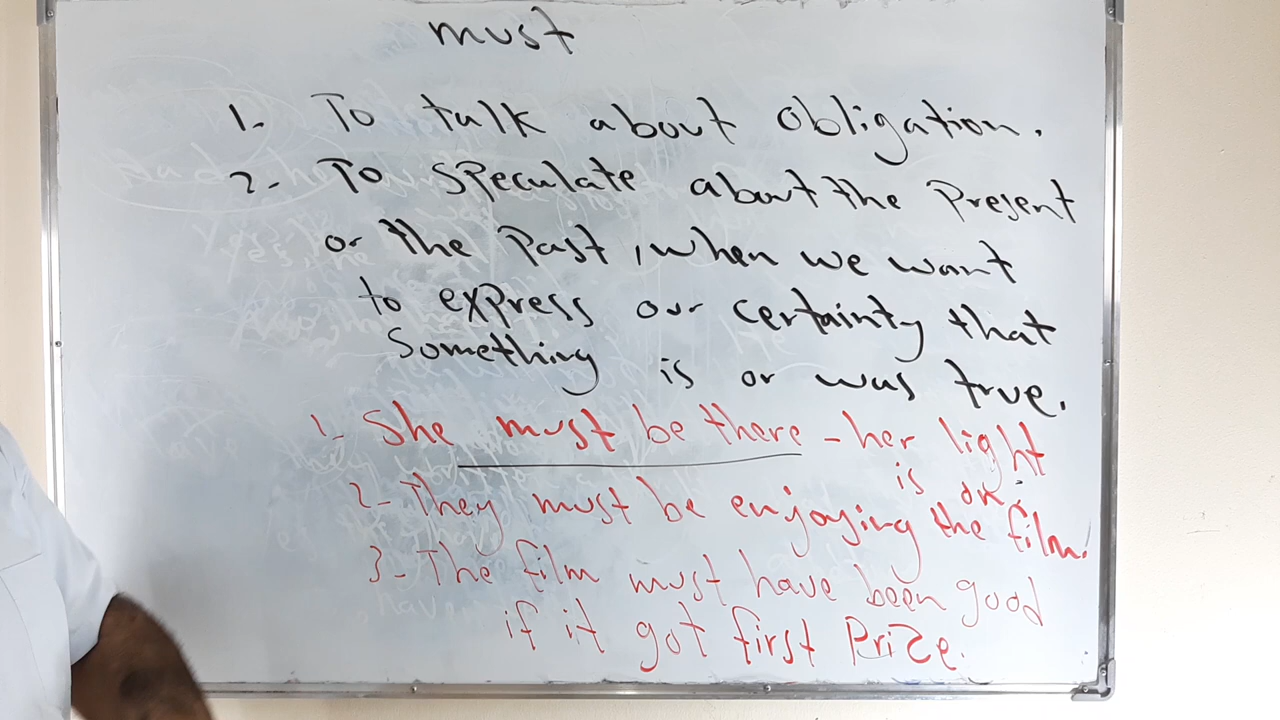 must
1. To talk about obligation.
2- To speculate about the Present
or the Past, when we want
to express our certainty that
Something is or was true.
1- She must be there - her light
is on.
2- They must be enjoying the film.
3- The film must have been good
if it got first Prize.